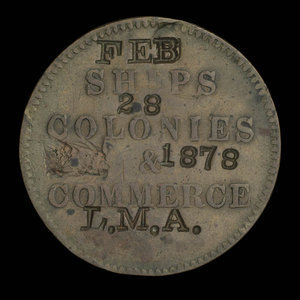 FEB
SHIPS
28
COLONIES
& 1878
COMMERCE
L.M.A.